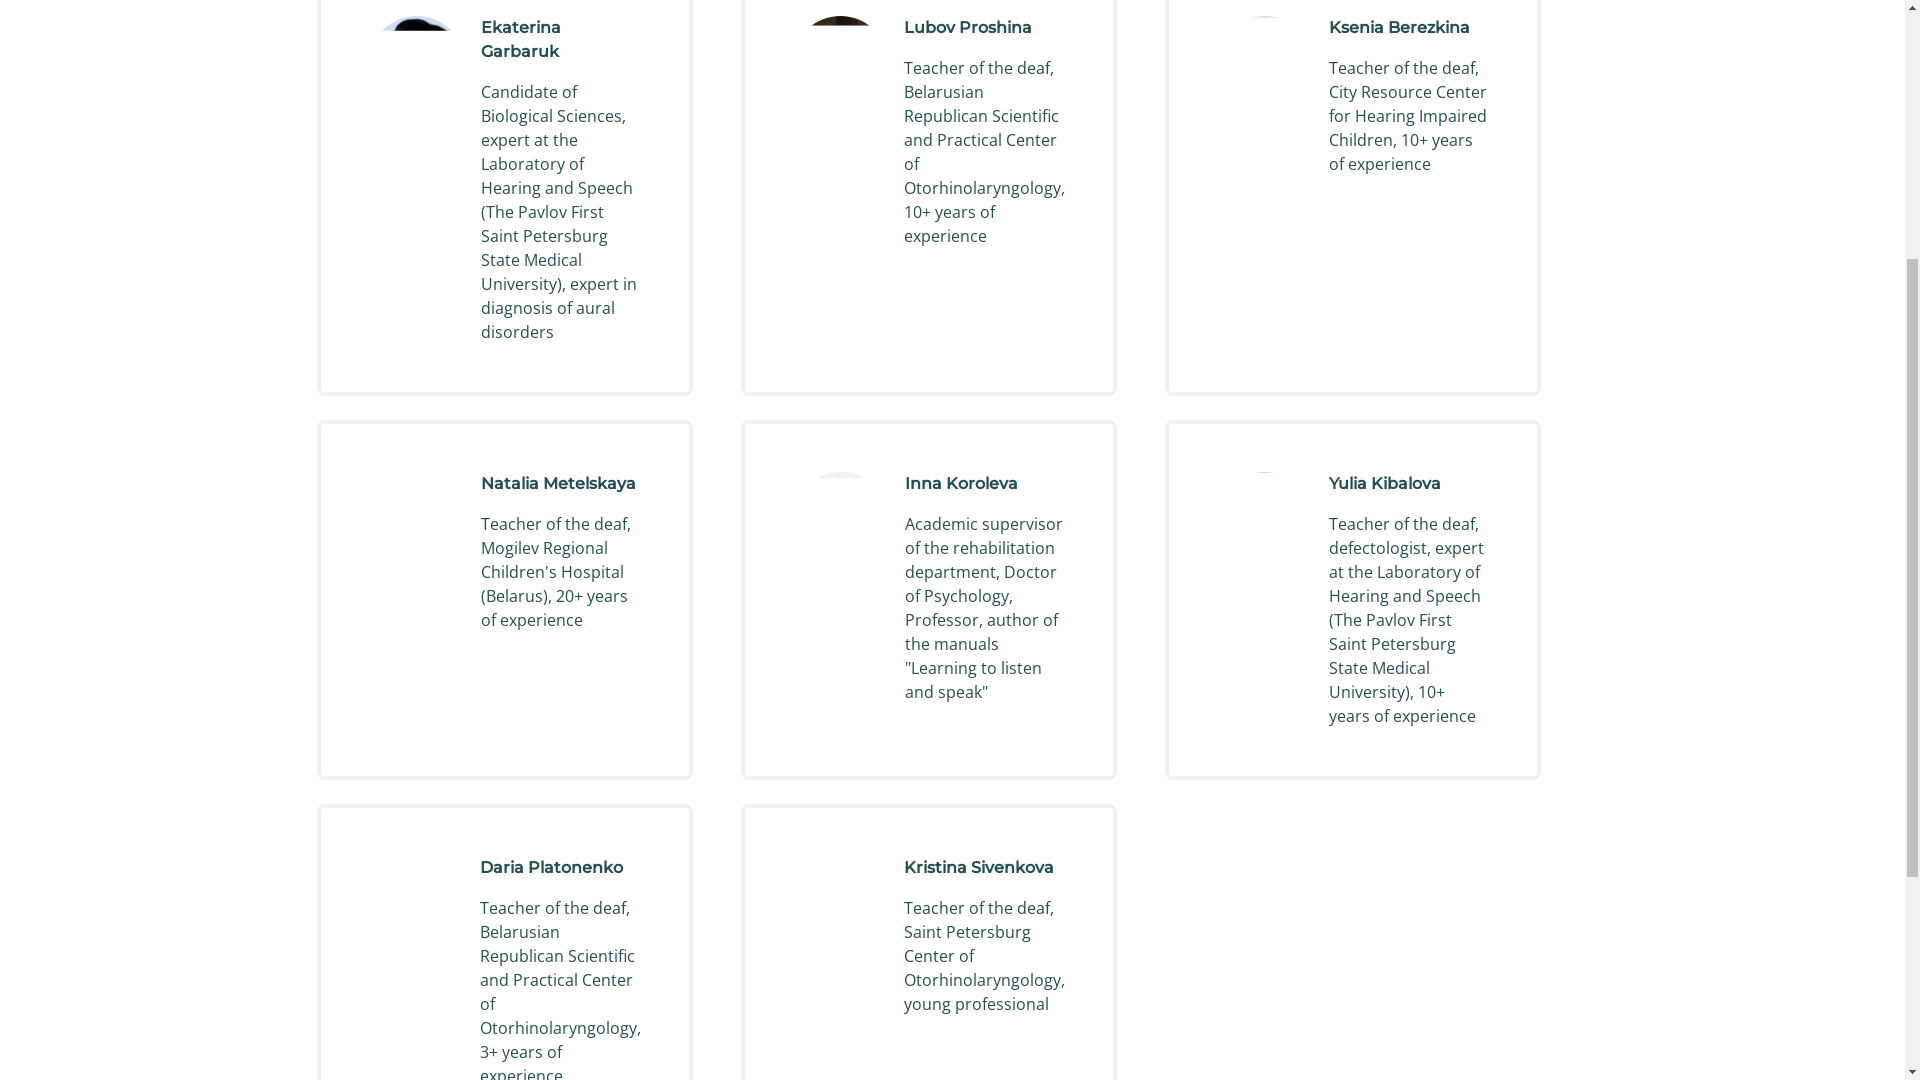 Ekaterina
Garbaruk
Candidate of
Biological Sciences,
expert at the
Laboratory of
Hearing and Speech
(The Pavlov First
Saint Petersburg
State Medical
University), expert in
diagnosis of aural
disorders
Lubov Proshina
Teacher of the deaf,
Belarusian
Republican Scientific
and Practical Center
of
Otorhinolaryngology,
10+ years of
experience
Ksenia Berezkina
Teacher of the deaf,
City Resource Center
for Hearing Impaired
Children, 10+ years
of experience
Natalia Metelskaya
Teacher of the deaf,
Mogilev Regional
Children's Hospital
(Belarus), 20+ years
of experience
Inna Koroleva
Academic supervisor
of the rehabilitation
department, Doctor
of Psychology,
Professor, author of
the manuals
"Learning to listen
and speak"
Yulia Kibalova
Teacher of the deaf,
defectologist, expert
at the Laboratory of
Hearing and Speech
(The Pavlov First
Saint Petersburg
State Medical
University), 10+
years of experience
Daria Platonenko
Teacher of the deaf,
Belarusian
Republican Scientific
and Practical Center
of
Otorhinolaryngology,
3+ years of
experience
Kristina Sivenkova
Teacher of the deaf,
Saint Petersburg
Center of
Otorhinolaryngology,
young professional